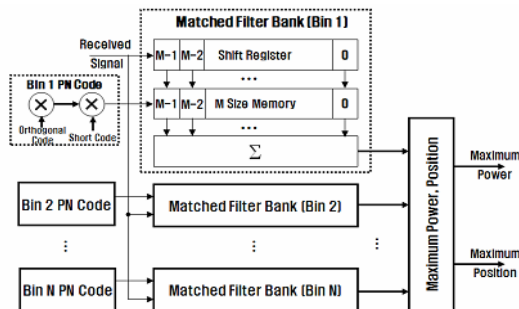 Matched Filter Bank (Bin 1)
Received
Signal
M-1 M-2 Shift Register 0
...
Bin 1 PN Code
M-1 M-2 M Size Memory 0
...
Orthogonal
Code
Short Code
Σ
Maximum Power, Position
Maximum
Power
Bin 2 PN Code
Matched Filter Bank (Bin 2)
Maximum
Position
Bin N PN Code
Matched Filter Bank (Bin N)